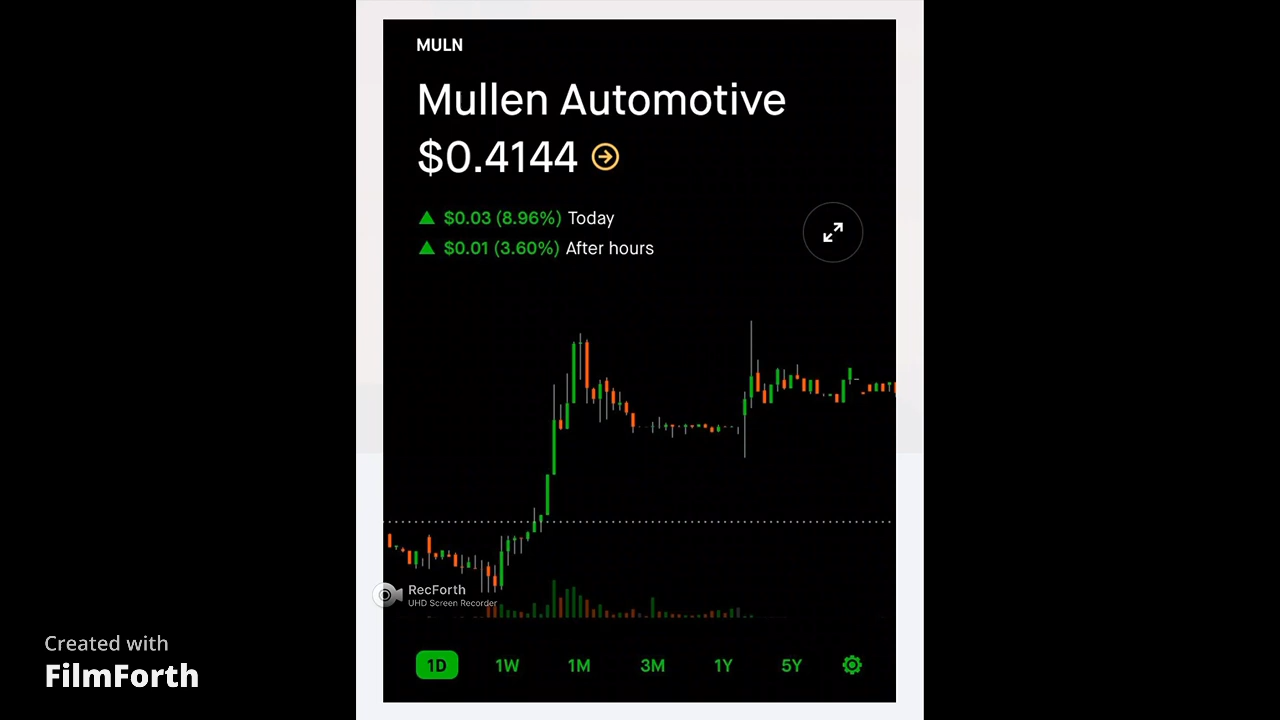 MULN
Mullen Automotive
$0.4144
$0.03 (8.96%) Today
$0.01 (3.60%) After hours
RecForth
UHD Screen Recorder
1D 1W 1M 3M 1Y 5Y
Created with
FilmForth